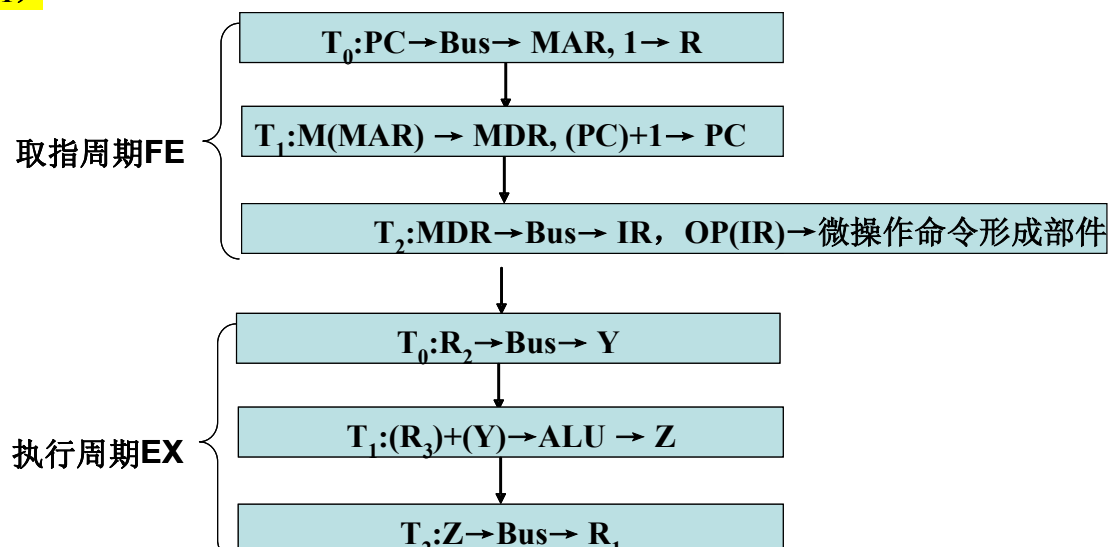 T₀:PC→Bus→ MAR, 1→ R
取指周期FE
T₁:M(MAR) → MDR, (PC)+1→ PC
T₂:MDR→Bus→ IR，OP(IR)→微操作命令形成部件
T₀:R₂→Bus→ Y
执行周期EX
T₁:(R₃)+(Y)→ALU → Z
T₂:Z→Bus→ R₁